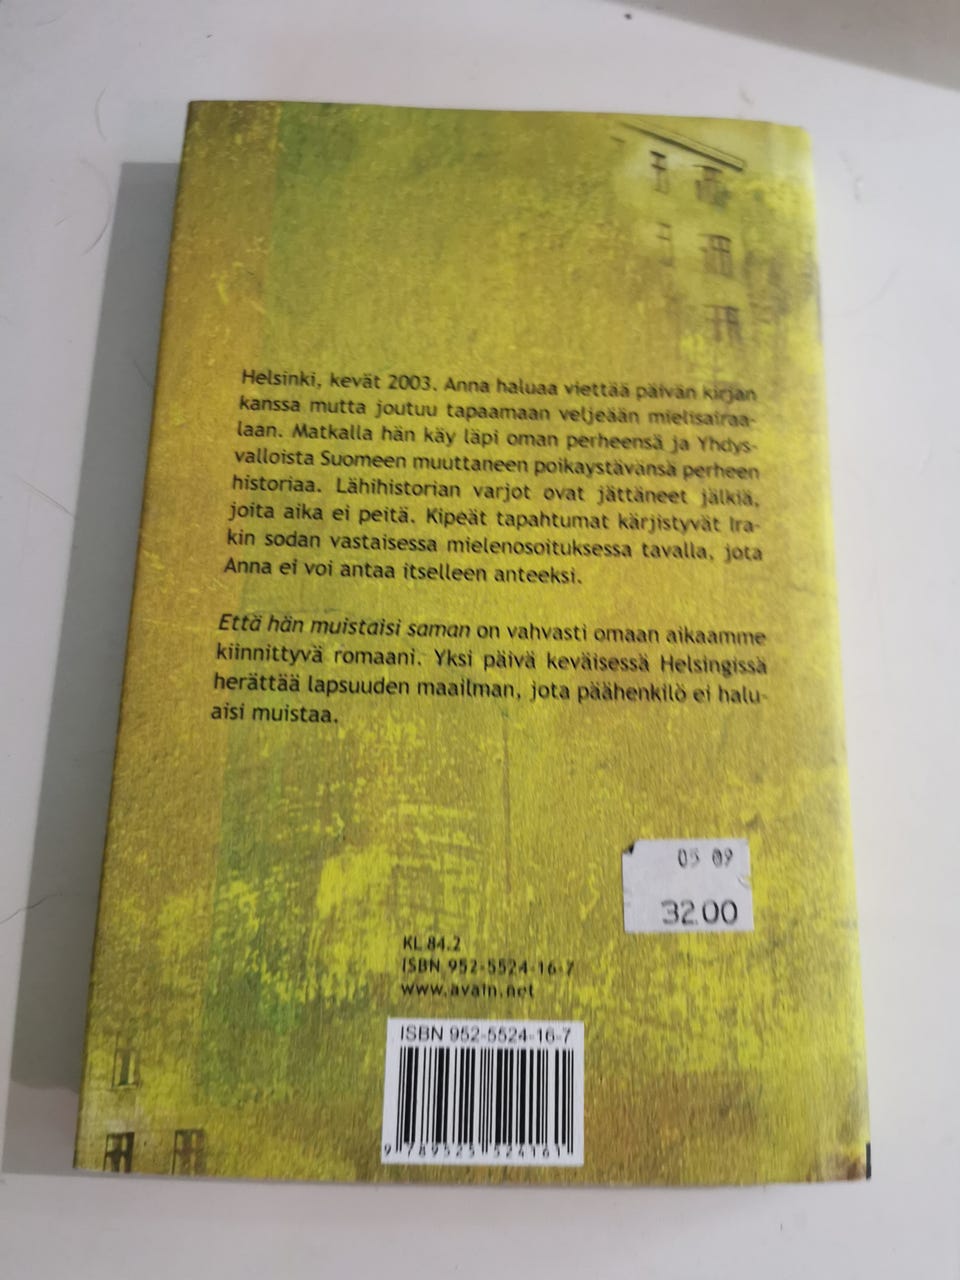 Helsinki, kevät 2003. Anna haluaa viettää päivän kirjan
kanssa mutta joutuu tapaamaan veljeään mielisairaa-
laan. Matkalla hän käy läpi oman perheensä ja Yhdys-
valloista Suomeen muuttaneen poikaystävänsä perheen
historiaa. Lähihistorian varjot ovat jättäneet jälkiä,
joita aika ei peitä. Kipeät tapahtumat kärjistyvät Ira-
kin sodan vastaisessa mielenosoituksessa tavalla, jota
Anna ei voi antaa itselleen anteeksi.
Että hän muistaisi saman on vahvasti omaan aikaamme
kiinnittyvä romaani. Yksi päivä keväisessä Helsingissä
herättää lapsuuden maailman, jota päähenkilö ei halu-
aisi muistaa.
05 09
32.00
KL 84.2
ISBN 952-5524-16-7
www.avain.net
ISBN 952-5524-16-7
9 789525 524161